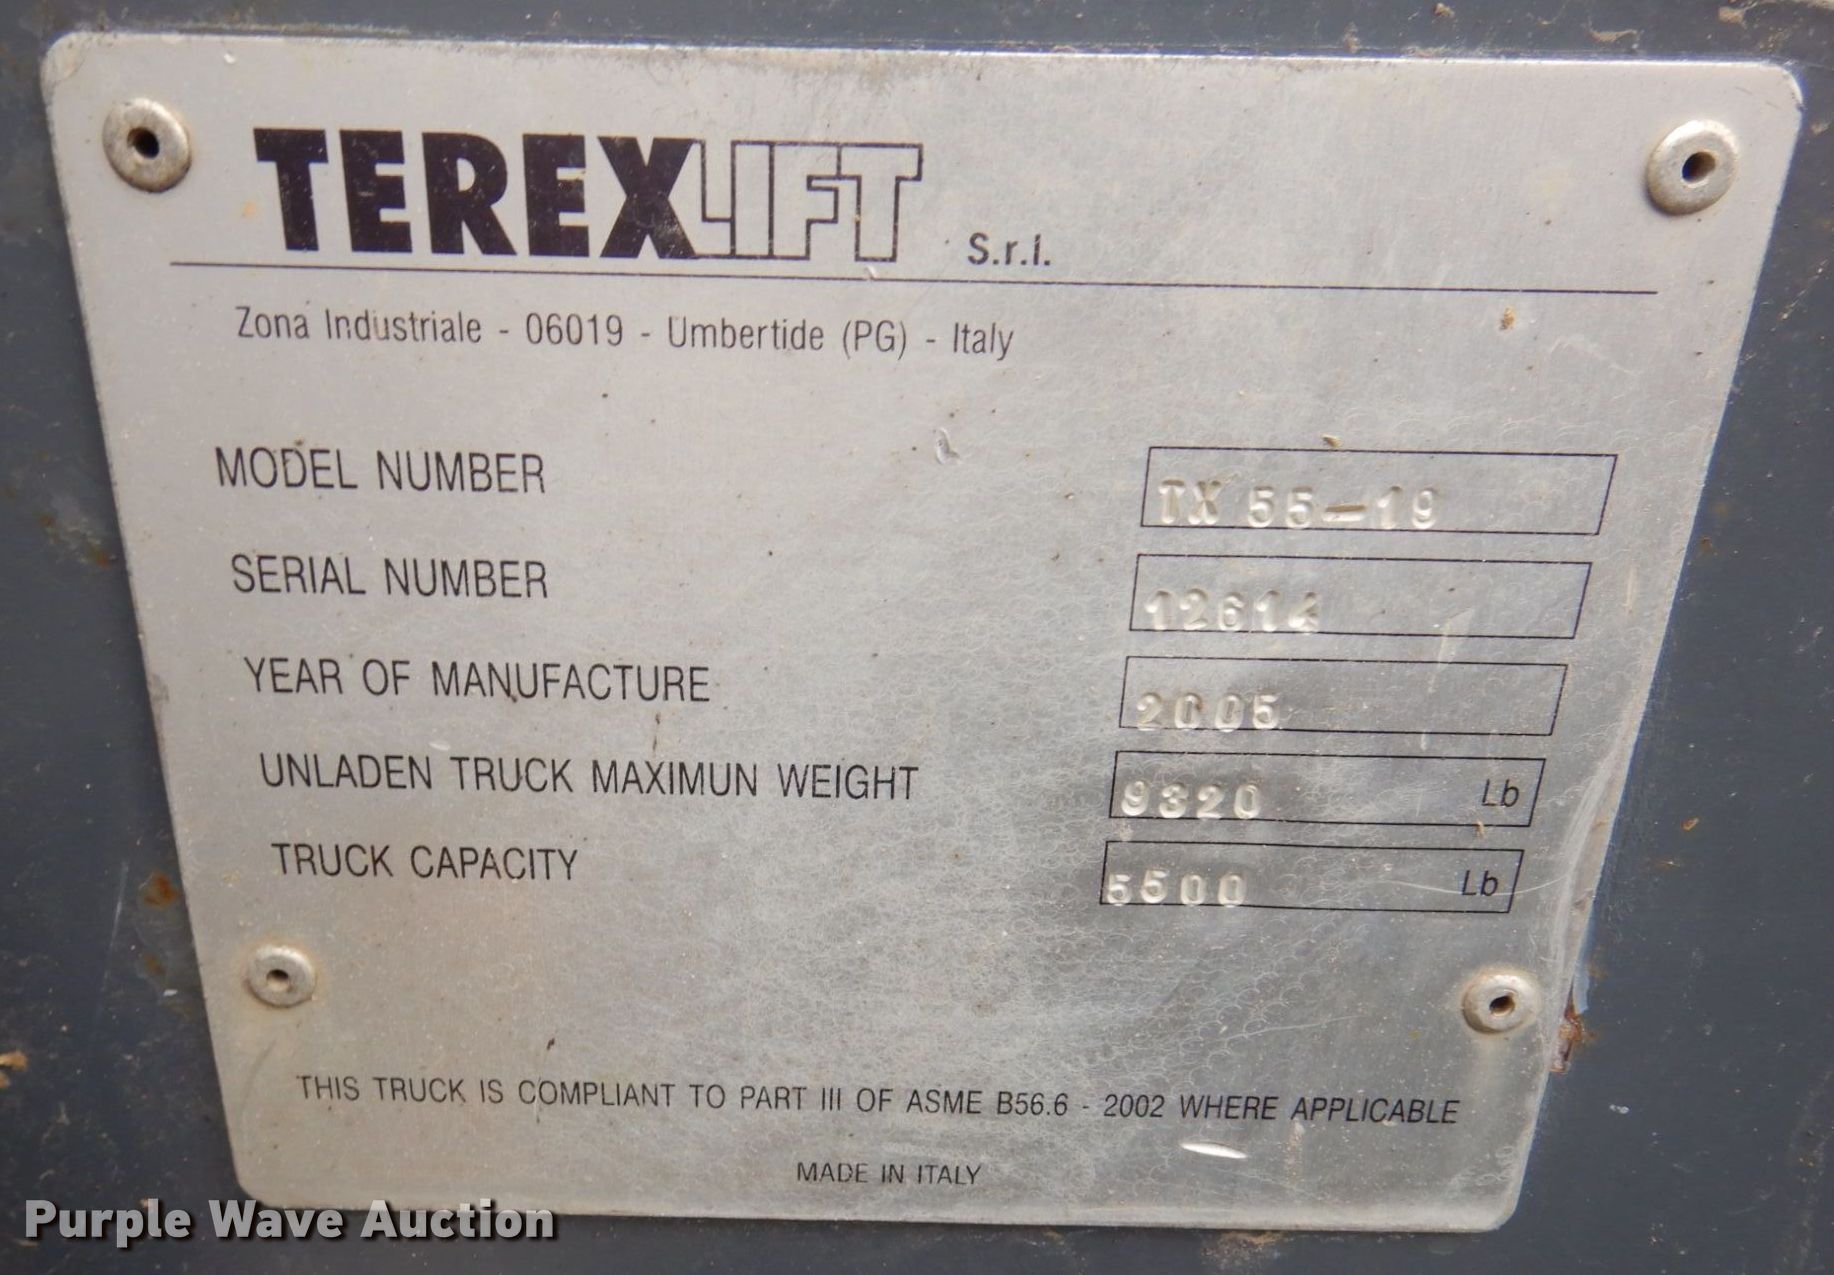 TEREXLIFT S.r.l.
Zona Industriale - 06019 - Umbertide (PG) - Italy
MODEL NUMBER TX 55-19
SERIAL NUMBER 12614
YEAR OF MANUFACTURE 2005
UNLADEN TRUCK MAXIMUN WEIGHT 9320 Lb
TRUCK CAPACITY 5500 Lb
THIS TRUCK IS COMPLIANT TO PART III OF ASME B56.6 - 2002 WHERE APPLICABLE
MADE IN ITALY
Purple Wave Auction